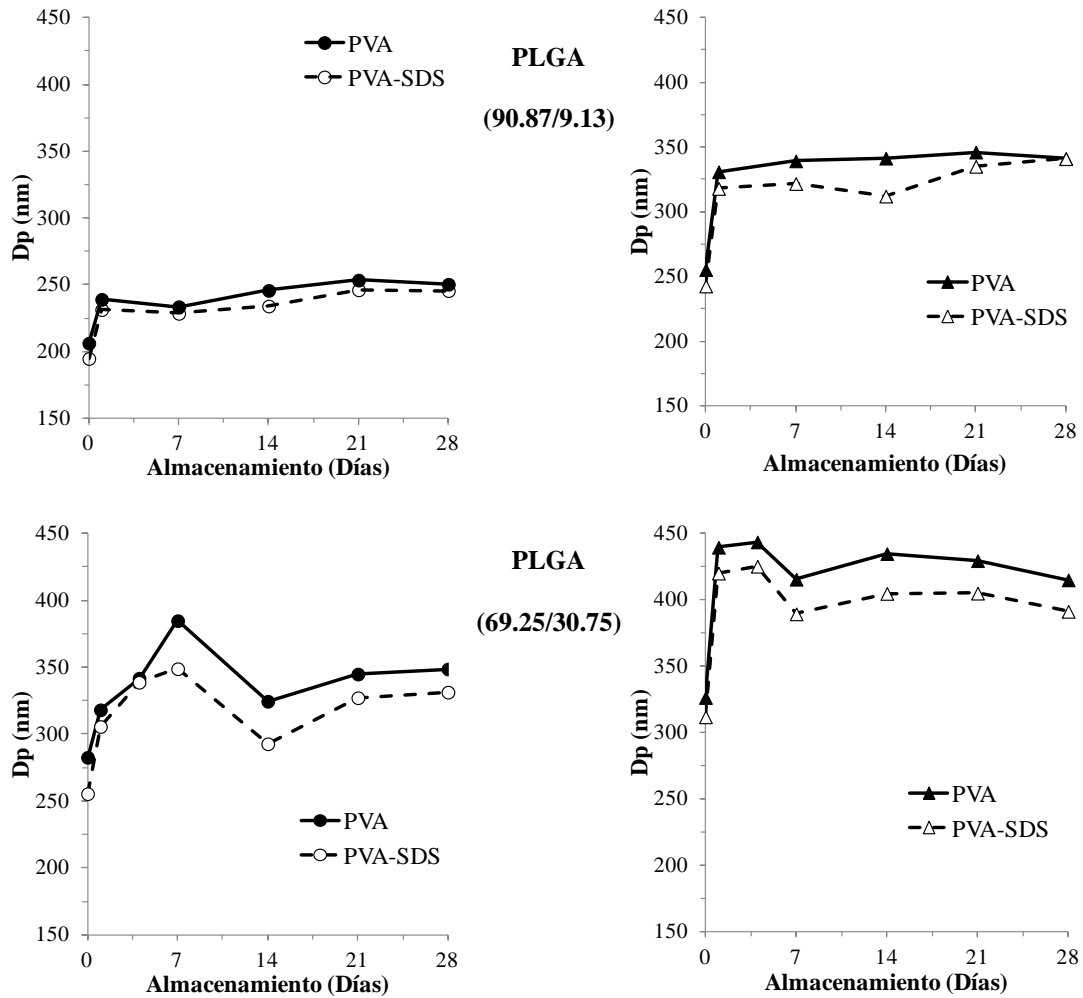 450
400
350
300
250
200
150
Dp (nm)
0 7 14 21 28
Almacenamiento (Días)
PVA
PVA-SDS
PLGA
(90.87/9.13)
450
400
350
300
250
200
150
Dp (nm)
0 7 14 21 28
Almacenamiento (Días)
PVA
PVA-SDS
450
400
350
300
250
200
150
Dp (nm)
0 7 14 21 28
Almacenamiento (Días)
PVA
PVA-SDS
PLGA
(69.25/30.75)
450
400
350
300
250
200
150
Dp (nm)
0 7 14 21 28
Almacenamiento (Días)
PVA
PVA-SDS